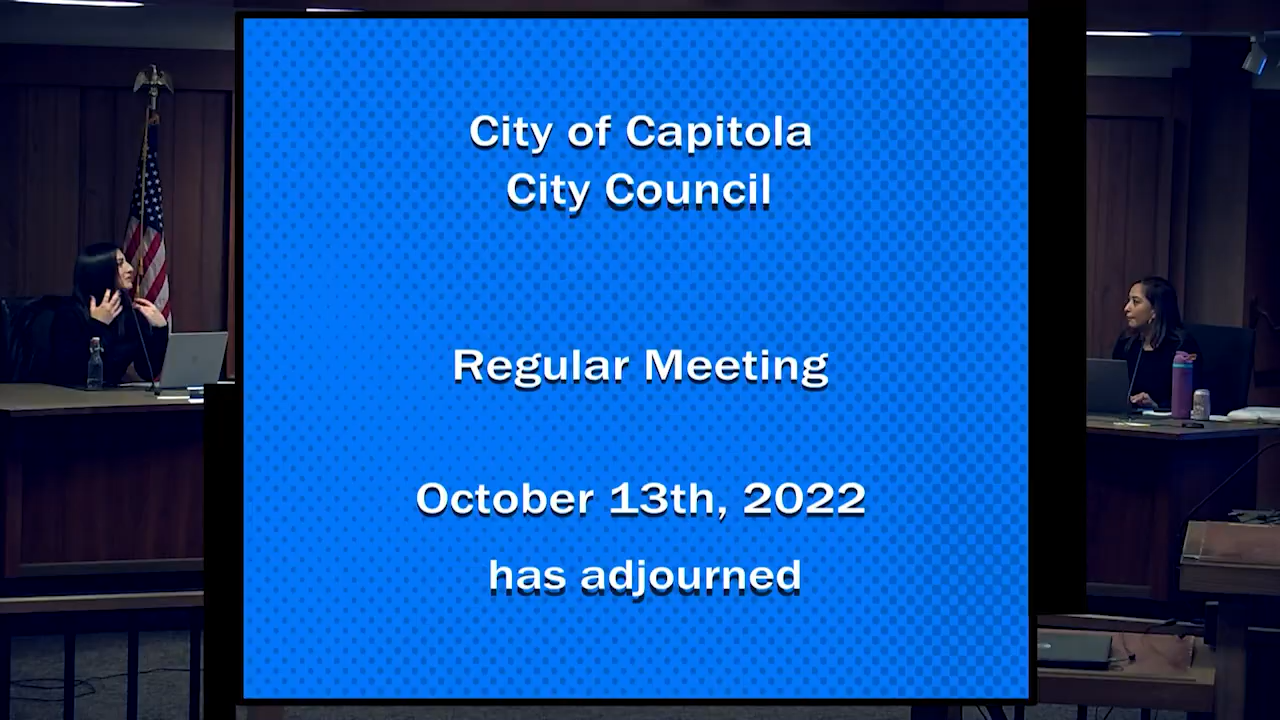 City of Capitola
City Council
Regular Meeting
October 13th, 2022
has adjourned